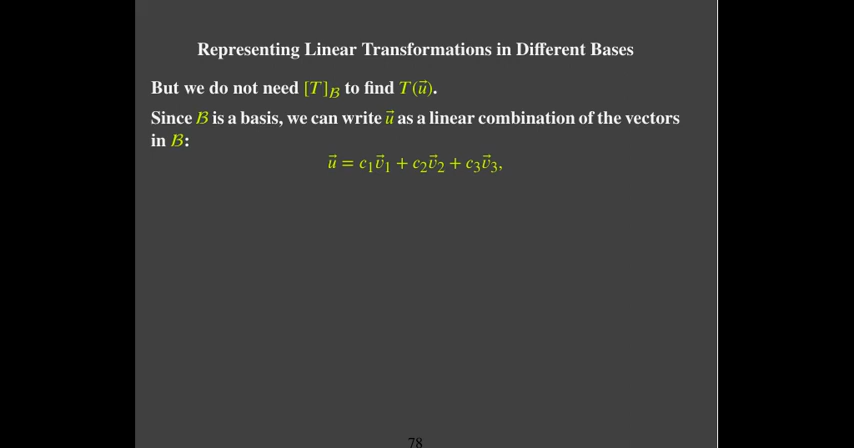 Representing Linear Transformations in Different Bases
But we do not need [T]_ℬ to find T(u⃗).
Since ℬ is a basis, we can write u⃗ as a linear combination of the vectors
in ℬ:
u⃗ = c₁v⃗₁ + c₂v⃗₂ + c₃v⃗₃,
78